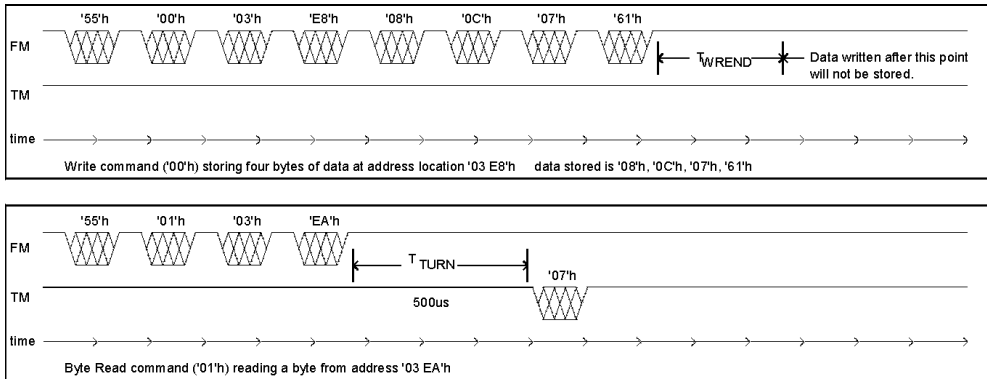 '55'h '00'h '03'h 'E8'h '08'h '0C'h '07'h '61'h
FM
TWREND
Data written after this point
will not be stored.
TM
time
Write command ('00'h) storing four bytes of data at address location '03 E8'h data stored is '08'h, '0C'h, '07'h, '61'h
'55'h '01'h '03'h 'EA'h
FM
T TURN
'07'h
TM
500us
time
Byte Read command ('01'h) reading a byte from address '03 EA'h